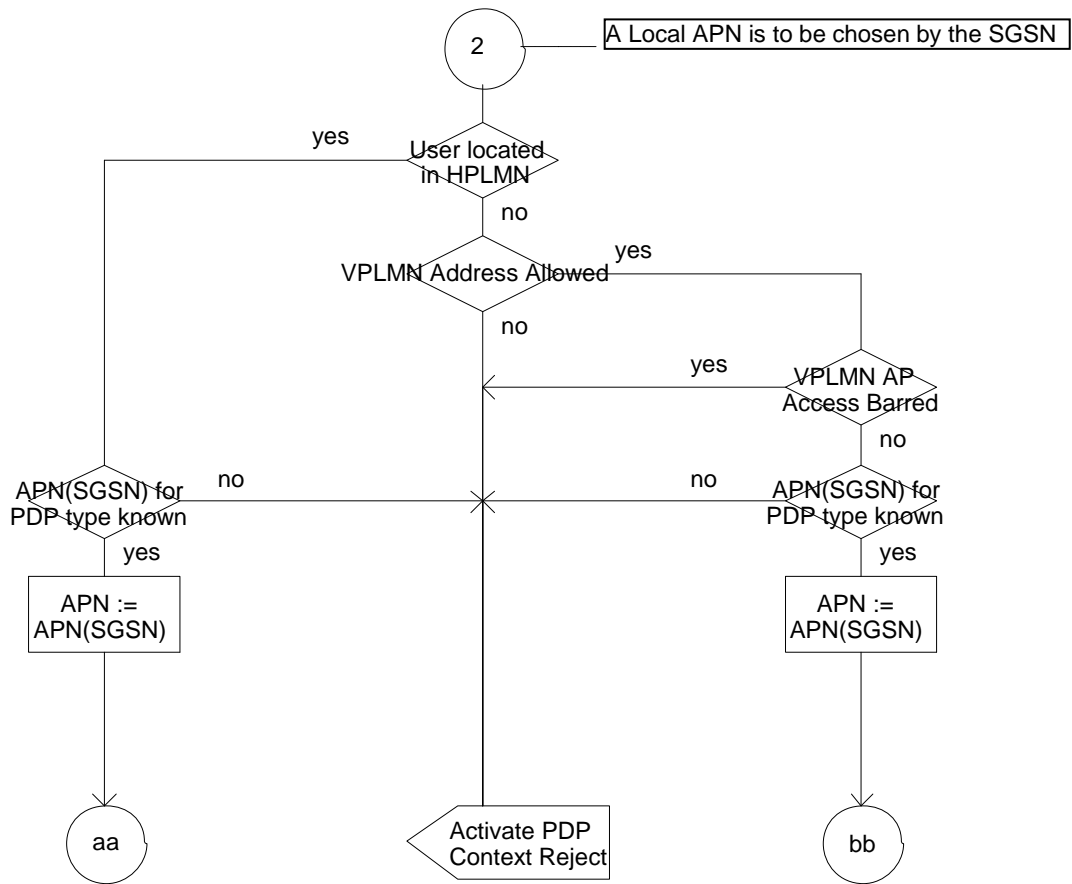 2
A Local APN is to be chosen by the SGSN
yes
User located
in HPLMN
no
VPLMN Address Allowed
yes
no
yes
VPLMN AP
Access Barred
no
APN(SGSN) for
PDP type known
no
no
APN(SGSN) for
PDP type known
yes
yes
APN :=
APN(SGSN)
APN :=
APN(SGSN)
aa
Activate PDP
Context Reject
bb